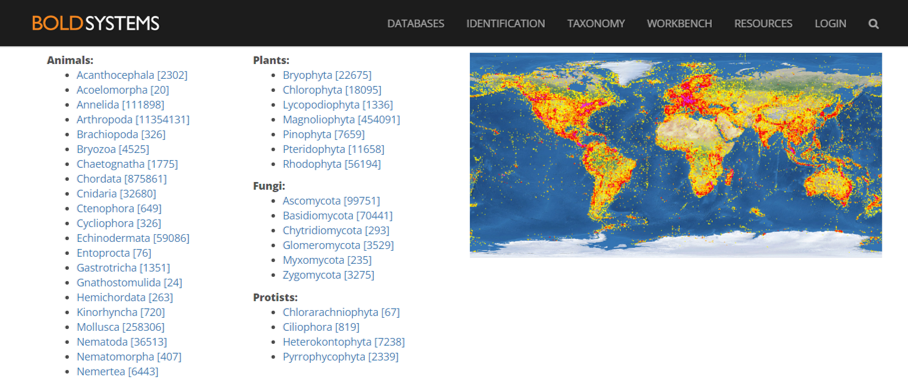 BOLDSYSTEMS
DATABASES IDENTIFICATION TAXONOMY WORKBENCH RESOURCES LOGIN
Animals:
Acanthocephala [2302]
Acoelomorpha [20]
Annelida [111898]
Arthropoda [11354131]
Brachiopoda [326]
Bryozoa [4525]
Chaetognatha [1775]
Chordata [875861]
Cnidaria [32680]
Ctenophora [649]
Cycliophora [326]
Echinodermata [59086]
Entoprocta [76]
Gastrotricha [1351]
Gnathostomulida [24]
Hemichordata [263]
Kinorhyncha [720]
Mollusca [258306]
Nematoda [36513]
Nematomorpha [407]
Nemertea [6443]
Plants:
Bryophyta [22675]
Chlorophyta [18095]
Lycopodiophyta [1336]
Magnoliophyta [454091]
Pinophyta [7659]
Pteridophyta [11658]
Rhodophyta [56194]
Fungi:
Ascomycota [99751]
Basidiomycota [70441]
Chytridiomycota [293]
Glomeromycota [3529]
Myxomycota [235]
Zygomycota [3275]
Protists:
Chlorarachniophyta [67]
Ciliophora [819]
Heterokontophyta [7238]
Pyrrophycophyta [2339]